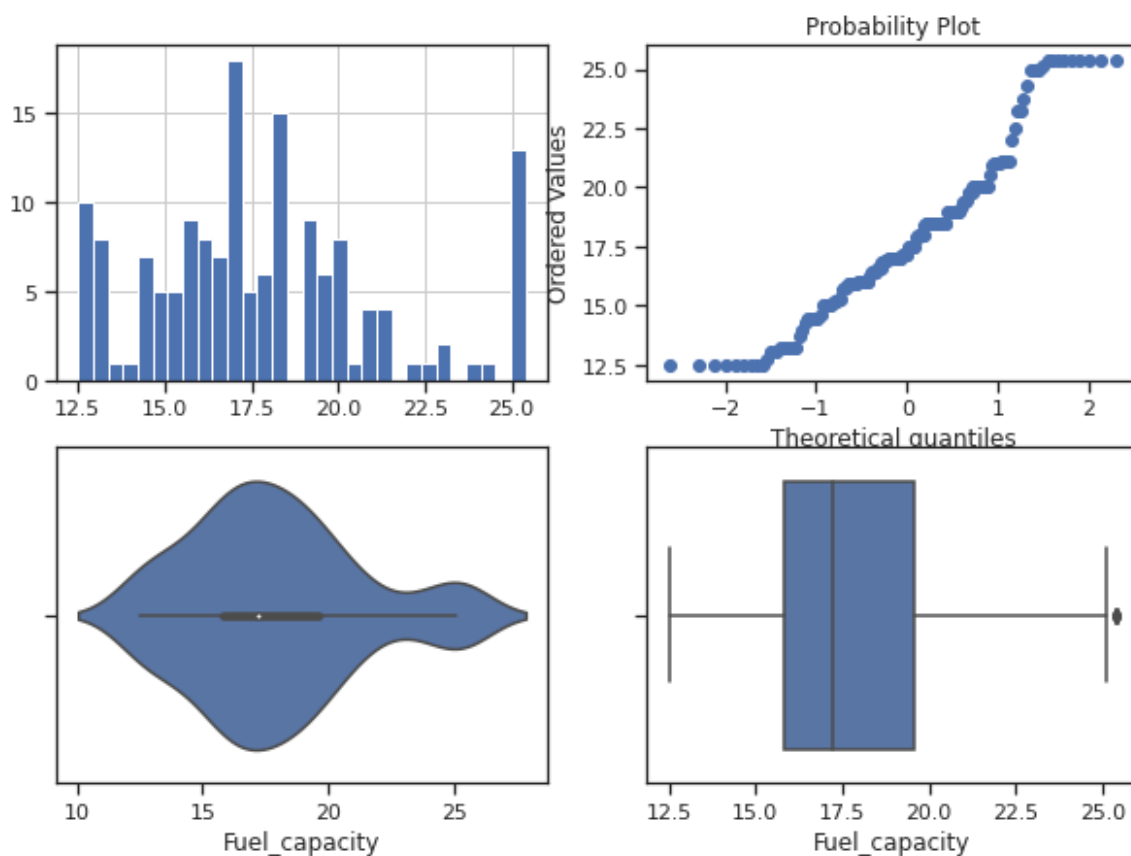 Probability Plot
15
10
5
0
12.5 15.0 17.5 20.0 22.5 25.0
Ordered Values
25.0
22.5
20.0
17.5
15.0
12.5
−2 −1 0 1 2
Theoretical quantiles
10 15 20 25
Fuel_capacity
12.5 15.0 17.5 20.0 22.5 25.0
Fuel_capacity